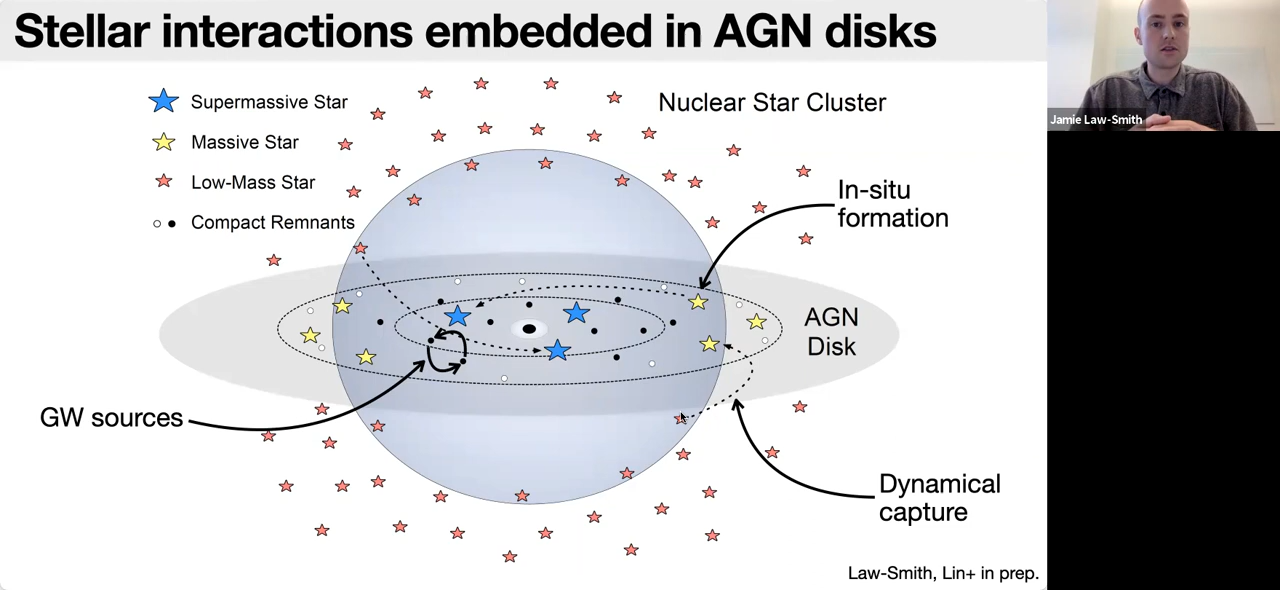 Stellar interactions embedded in AGN disks
Supermassive Star
Massive Star
Low-Mass Star
Compact Remnants
Nuclear Star Cluster
In-situ
formation
AGN
Disk
GW sources
Dynamical
capture
Law-Smith, Lin+ in prep.
Jamie Law-Smith